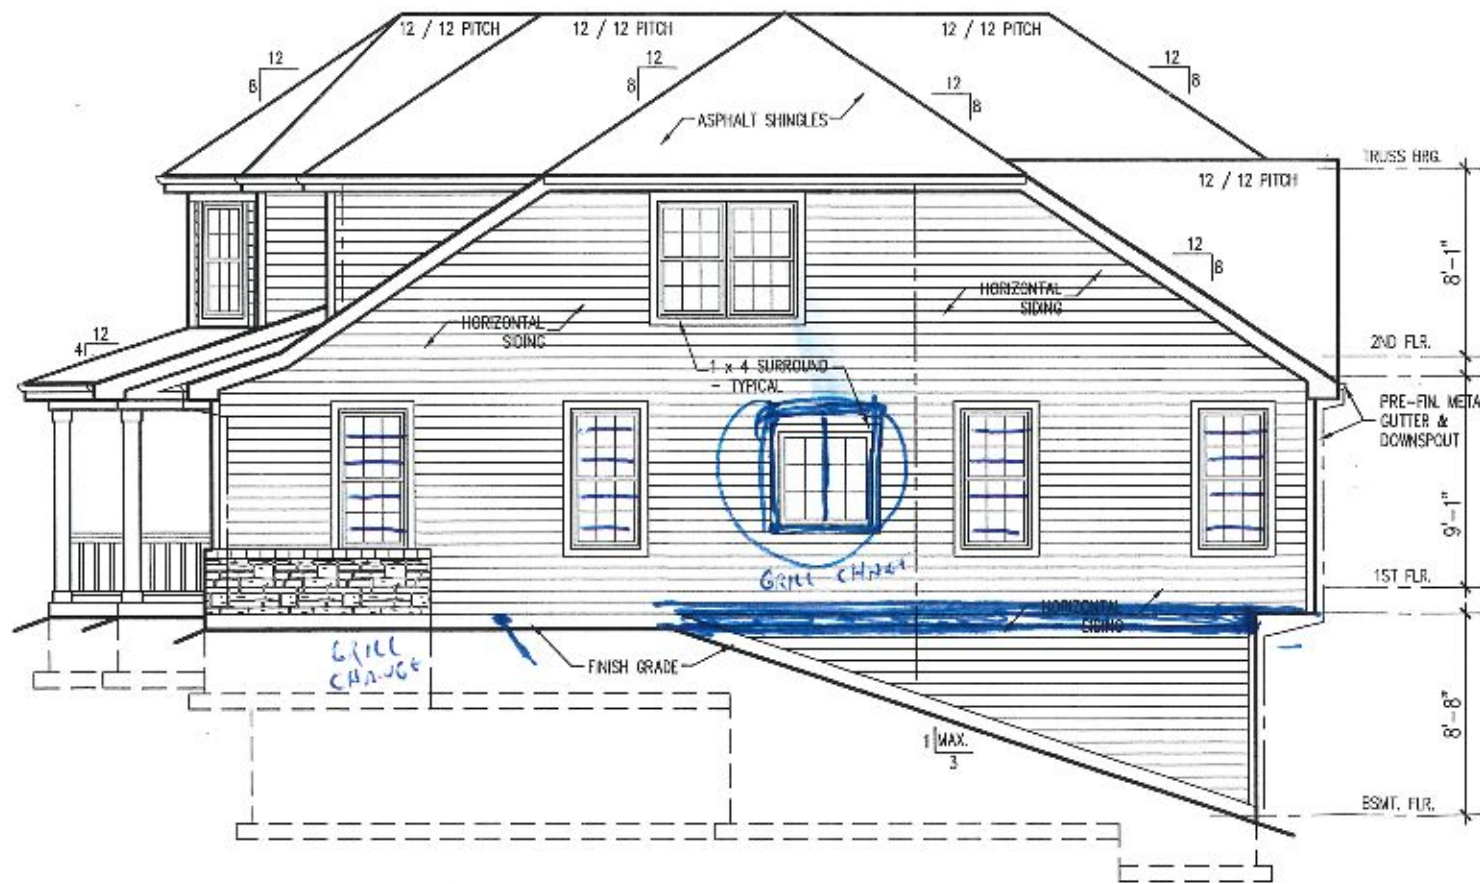 12 / 12 PITCH
12 / 12 PITCH
12 / 12 PITCH
12
8
12
8
12
8
12
8
ASPHALT SHINGLES
TRUSS BRG.
12 / 12 PITCH
12
8
8'-1"
HORIZONTAL
SIDING
HORIZONTAL
SIDING
12
4
2ND FLR.
1 x 4 SURROUND
- TYPICAL
PRE-FIN. META
GUTTER &
DOWNSPOUT
9'-1"
GRILL CHANGE
1ST FLR.
HORIZONTAL
SIDING
GRILL
CHANGE
FINISH GRADE
8'-8"
1 MAX.
3
BSMT. FLR.